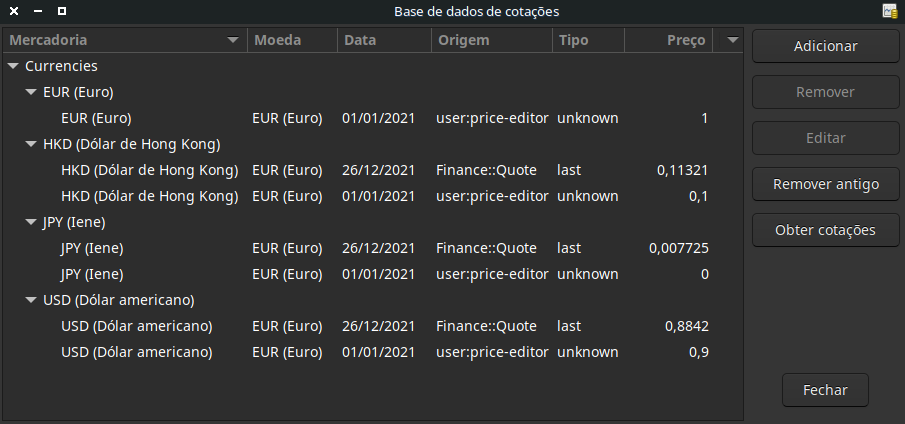 Base de dados de cotações
Mercadoria Moeda Data Origem Tipo Preço
Currencies
EUR (Euro)
EUR (Euro) EUR (Euro) 01/01/2021 user:price-editor unknown 1
HKD (Dólar de Hong Kong)
HKD (Dólar de Hong Kong) EUR (Euro) 26/12/2021 Finance::Quote last 0,11321
HKD (Dólar de Hong Kong) EUR (Euro) 01/01/2021 user:price-editor unknown 0,1
JPY (Iene)
JPY (Iene) EUR (Euro) 26/12/2021 Finance::Quote last 0,007725
JPY (Iene) EUR (Euro) 01/01/2021 user:price-editor unknown 0
USD (Dólar americano)
USD (Dólar americano) EUR (Euro) 26/12/2021 Finance::Quote last 0,8842
USD (Dólar americano) EUR (Euro) 01/01/2021 user:price-editor unknown 0,9
Adicionar
Remover
Editar
Remover antigo
Obter cotações
Fechar